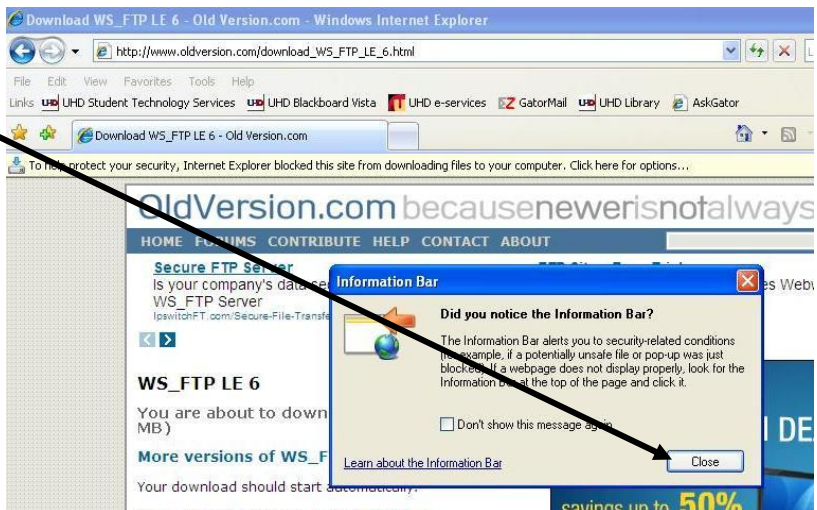 Download WS_FTP LE 6 - Old Version.com - Windows Internet Explorer
http://www.oldversion.com/download_WS_FTP_LE_6.html
File Edit View Favorites Tools Help
Links UHD UHD Student Technology Services UHD UHD Blackboard Vista UHD e-services EZ GatorMail UHD UHD Library AskGator
Download WS_FTP LE 6 - Old Version.com
To help protect your security, Internet Explorer blocked this site from downloading files to your computer. Click here for options...
OldVersion.com becausenewerisnotalways
HOME FORUMS CONTRIBUTE HELP CONTACT ABOUT
Secure FTP Server
Is your company's data
WS_FTP Server
IpswitchFT.com/Secure-File-Transfe
Information Bar
Did you notice the Information Bar?
The Information Bar alerts you to security-related conditions
(for example, if a potentially unsafe file or pop-up was just
blocked). If a webpage does not display properly, look for the
Information Bar at the top of the page and click it.
Don't show this message again
Learn about the Information Bar
Close
WS_FTP LE 6
You are about to down
MB)
More versions of WS_F
Your download should start automatically.
DE
savings up to 50%